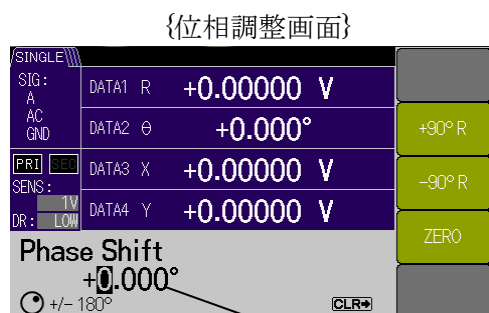 {位相調整画面}
SINGLE
SIG:
A
AC
GND
PRI SEC
SENS:
1V
DR: LOW
DATA1 R +0.00000 V
DATA2 θ +0.000°
DATA3 X +0.00000 V
DATA4 Y +0.00000 V
+90° R
-90° R
ZERO
Phase Shift
+0.000°
+/- 180°
CLR→